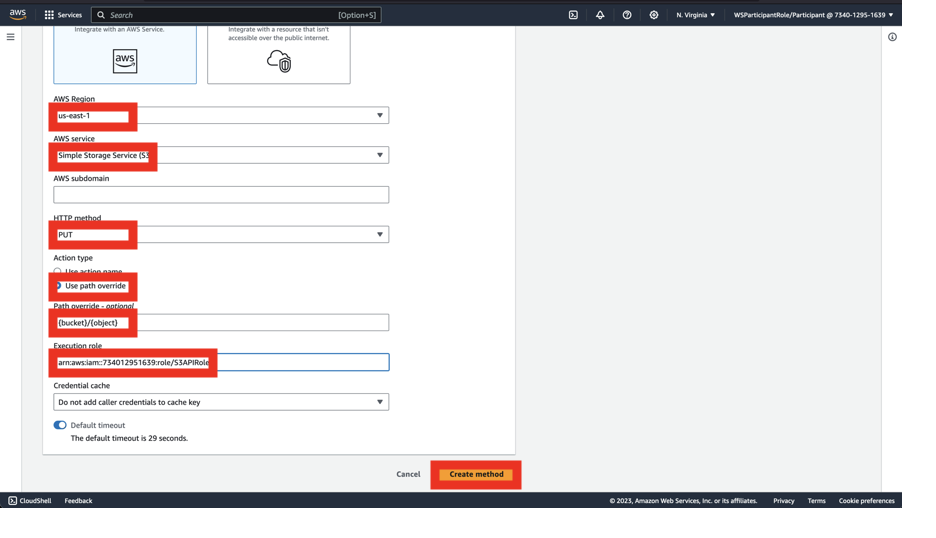 aws
Services
Search
[Option+S]
N. Virginia
WSParticipantRole/Participant @ 7340-1295-1639
Integrate with an AWS Service.
Integrate with a resource that isn't
accessible over the public internet.
aws
AWS Region
us-east-1
AWS service
Simple Storage Service (S3
AWS subdomain
HTTP method
PUT
Action type
Use action name
Use path override
Path override - optional
{bucket}/{object}
Execution role
arn:aws:iam::734012951639:role/S3APIRole
Credential cache
Do not add caller credentials to cache key
Default timeout
The default timeout is 29 seconds.
Cancel
Create method
CloudShell
Feedback
© 2023, Amazon Web Services, Inc. or its affiliates.
Privacy
Terms
Cookie preferences